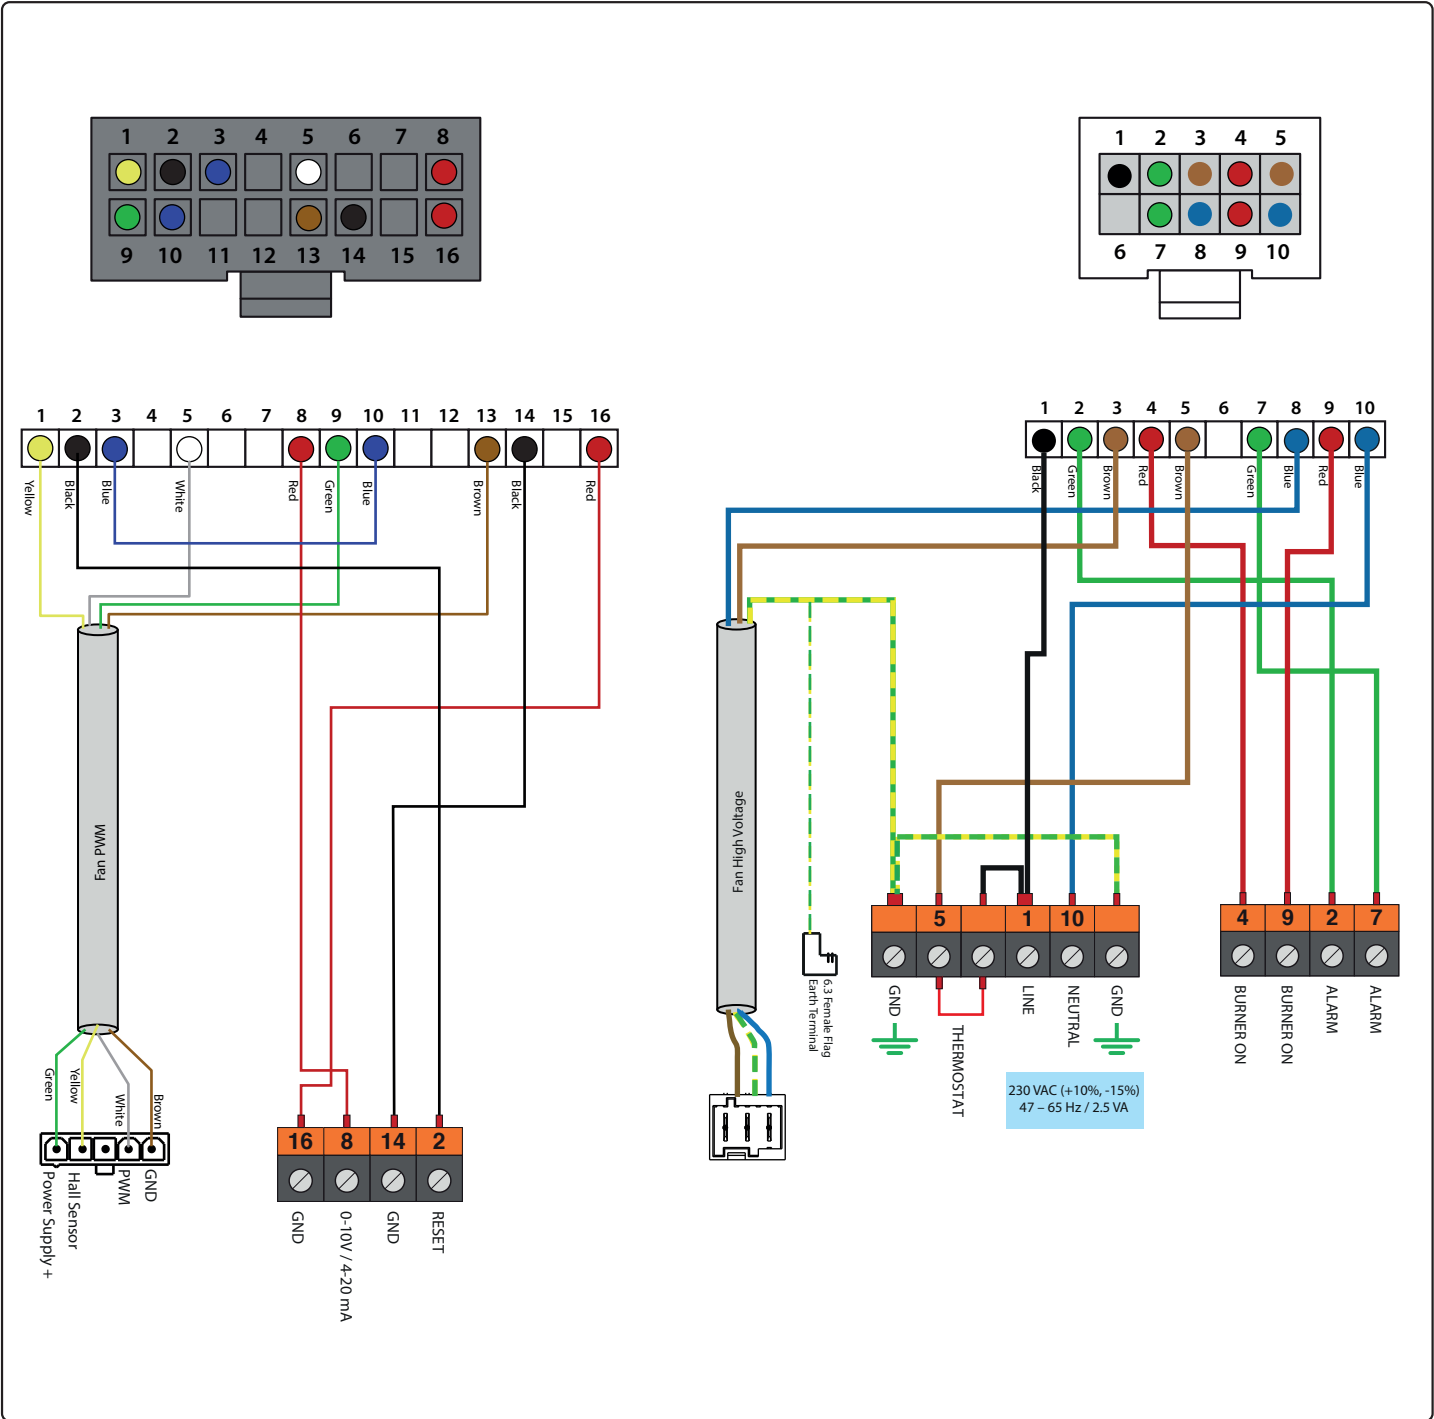 1 2 3 4 5 6 7 8
9 10 11 12 13 14 15 16
1 2 3 4 5
6 7 8 9 10
1 2 3 4 5 6 7 8 9 10 11 12 13 14 15 16
Yellow
Black
Blue
White
Red
Green
Blue
Brown
Black
Red
1 2 3 4 5 6 7 8 9 10
Black
Green
Brown
Red
Brown
Green
Blue
Red
Blue
Fan PWM
Green
Yellow
White
Brown
Power Supply +
Hall Sensor
PWM
GND
16 8 14 2
GND
0-10V / 4-20 mA
GND
RESET
Fan High Voltage
6.3 Female Flag
Earth Terminal
5 1 10
GND
THERMOSTAT
LINE
NEUTRAL
GND
230 VAC (+10%, -15%)
47 – 65 Hz / 2.5 VA
4 9 2 7
BURNER ON
BURNER ON
ALARM
ALARM